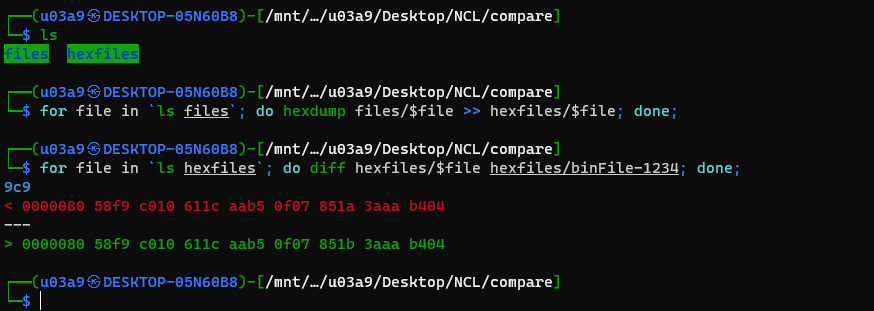 ┌──(u03a9㉿DESKTOP-05N60B8)-[/mnt/…/u03a9/Desktop/NCL/compare]
└─$ ls
files hexfiles
┌──(u03a9㉿DESKTOP-05N60B8)-[/mnt/…/u03a9/Desktop/NCL/compare]
└─$ for file in `ls files`; do hexdump files/$file >> hexfiles/$file; done;
┌──(u03a9㉿DESKTOP-05N60B8)-[/mnt/…/u03a9/Desktop/NCL/compare]
└─$ for file in `ls hexfiles`; do diff hexfiles/$file hexfiles/binFile-1234; done;
9c9
< 0000080 58f9 c010 611c aab5 0f07 851a 3aaa b404
---
> 0000080 58f9 c010 611c aab5 0f07 851b 3aaa b404
┌──(u03a9㉿DESKTOP-05N60B8)-[/mnt/…/u03a9/Desktop/NCL/compare]
└─$